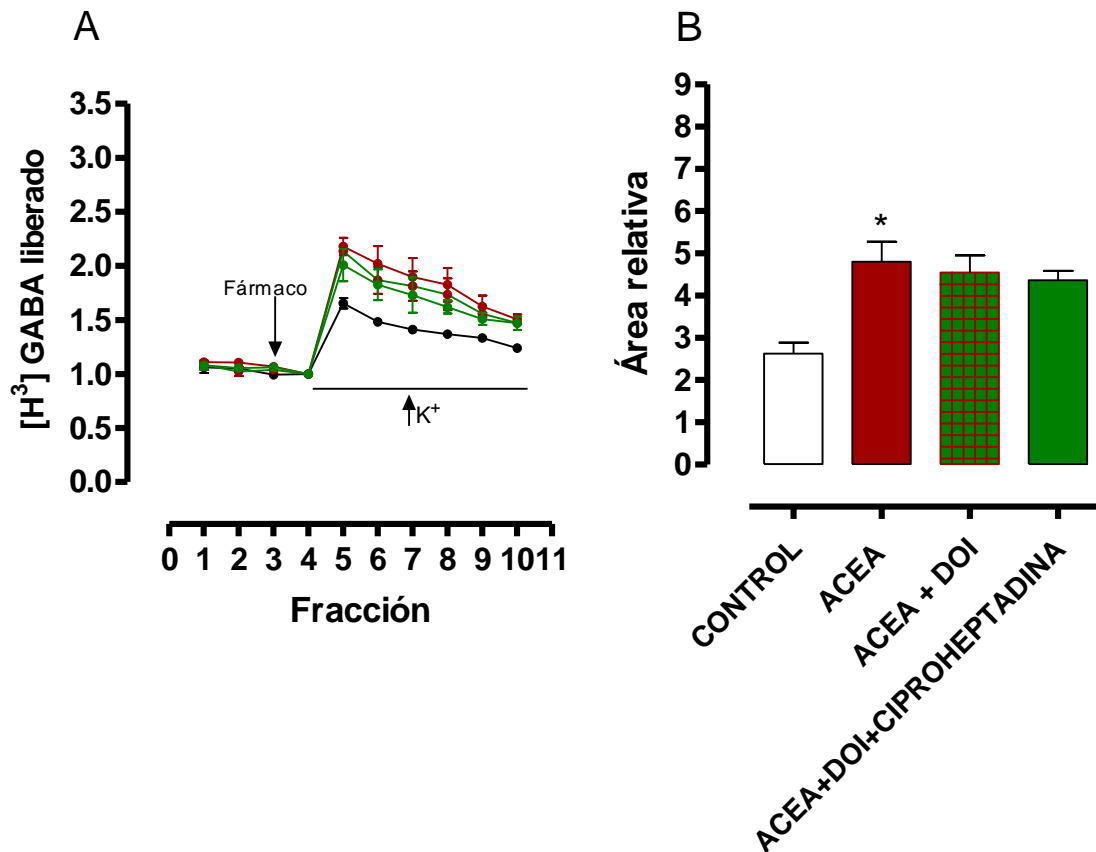 A
[H³] GABA liberado
3.5
3.0
2.5
2.0
1.5
1.0
0.5
0.0
Fármaco
K⁺
0 1 2 3 4 5 6 7 8 9 10 11
Fracción
B
Área relativa
9
8
7
6
5
4
3
2
1
0
*
CONTROL
ACEA
ACEA + DOI
ACEA+DOI+CIPROHEPTADINA